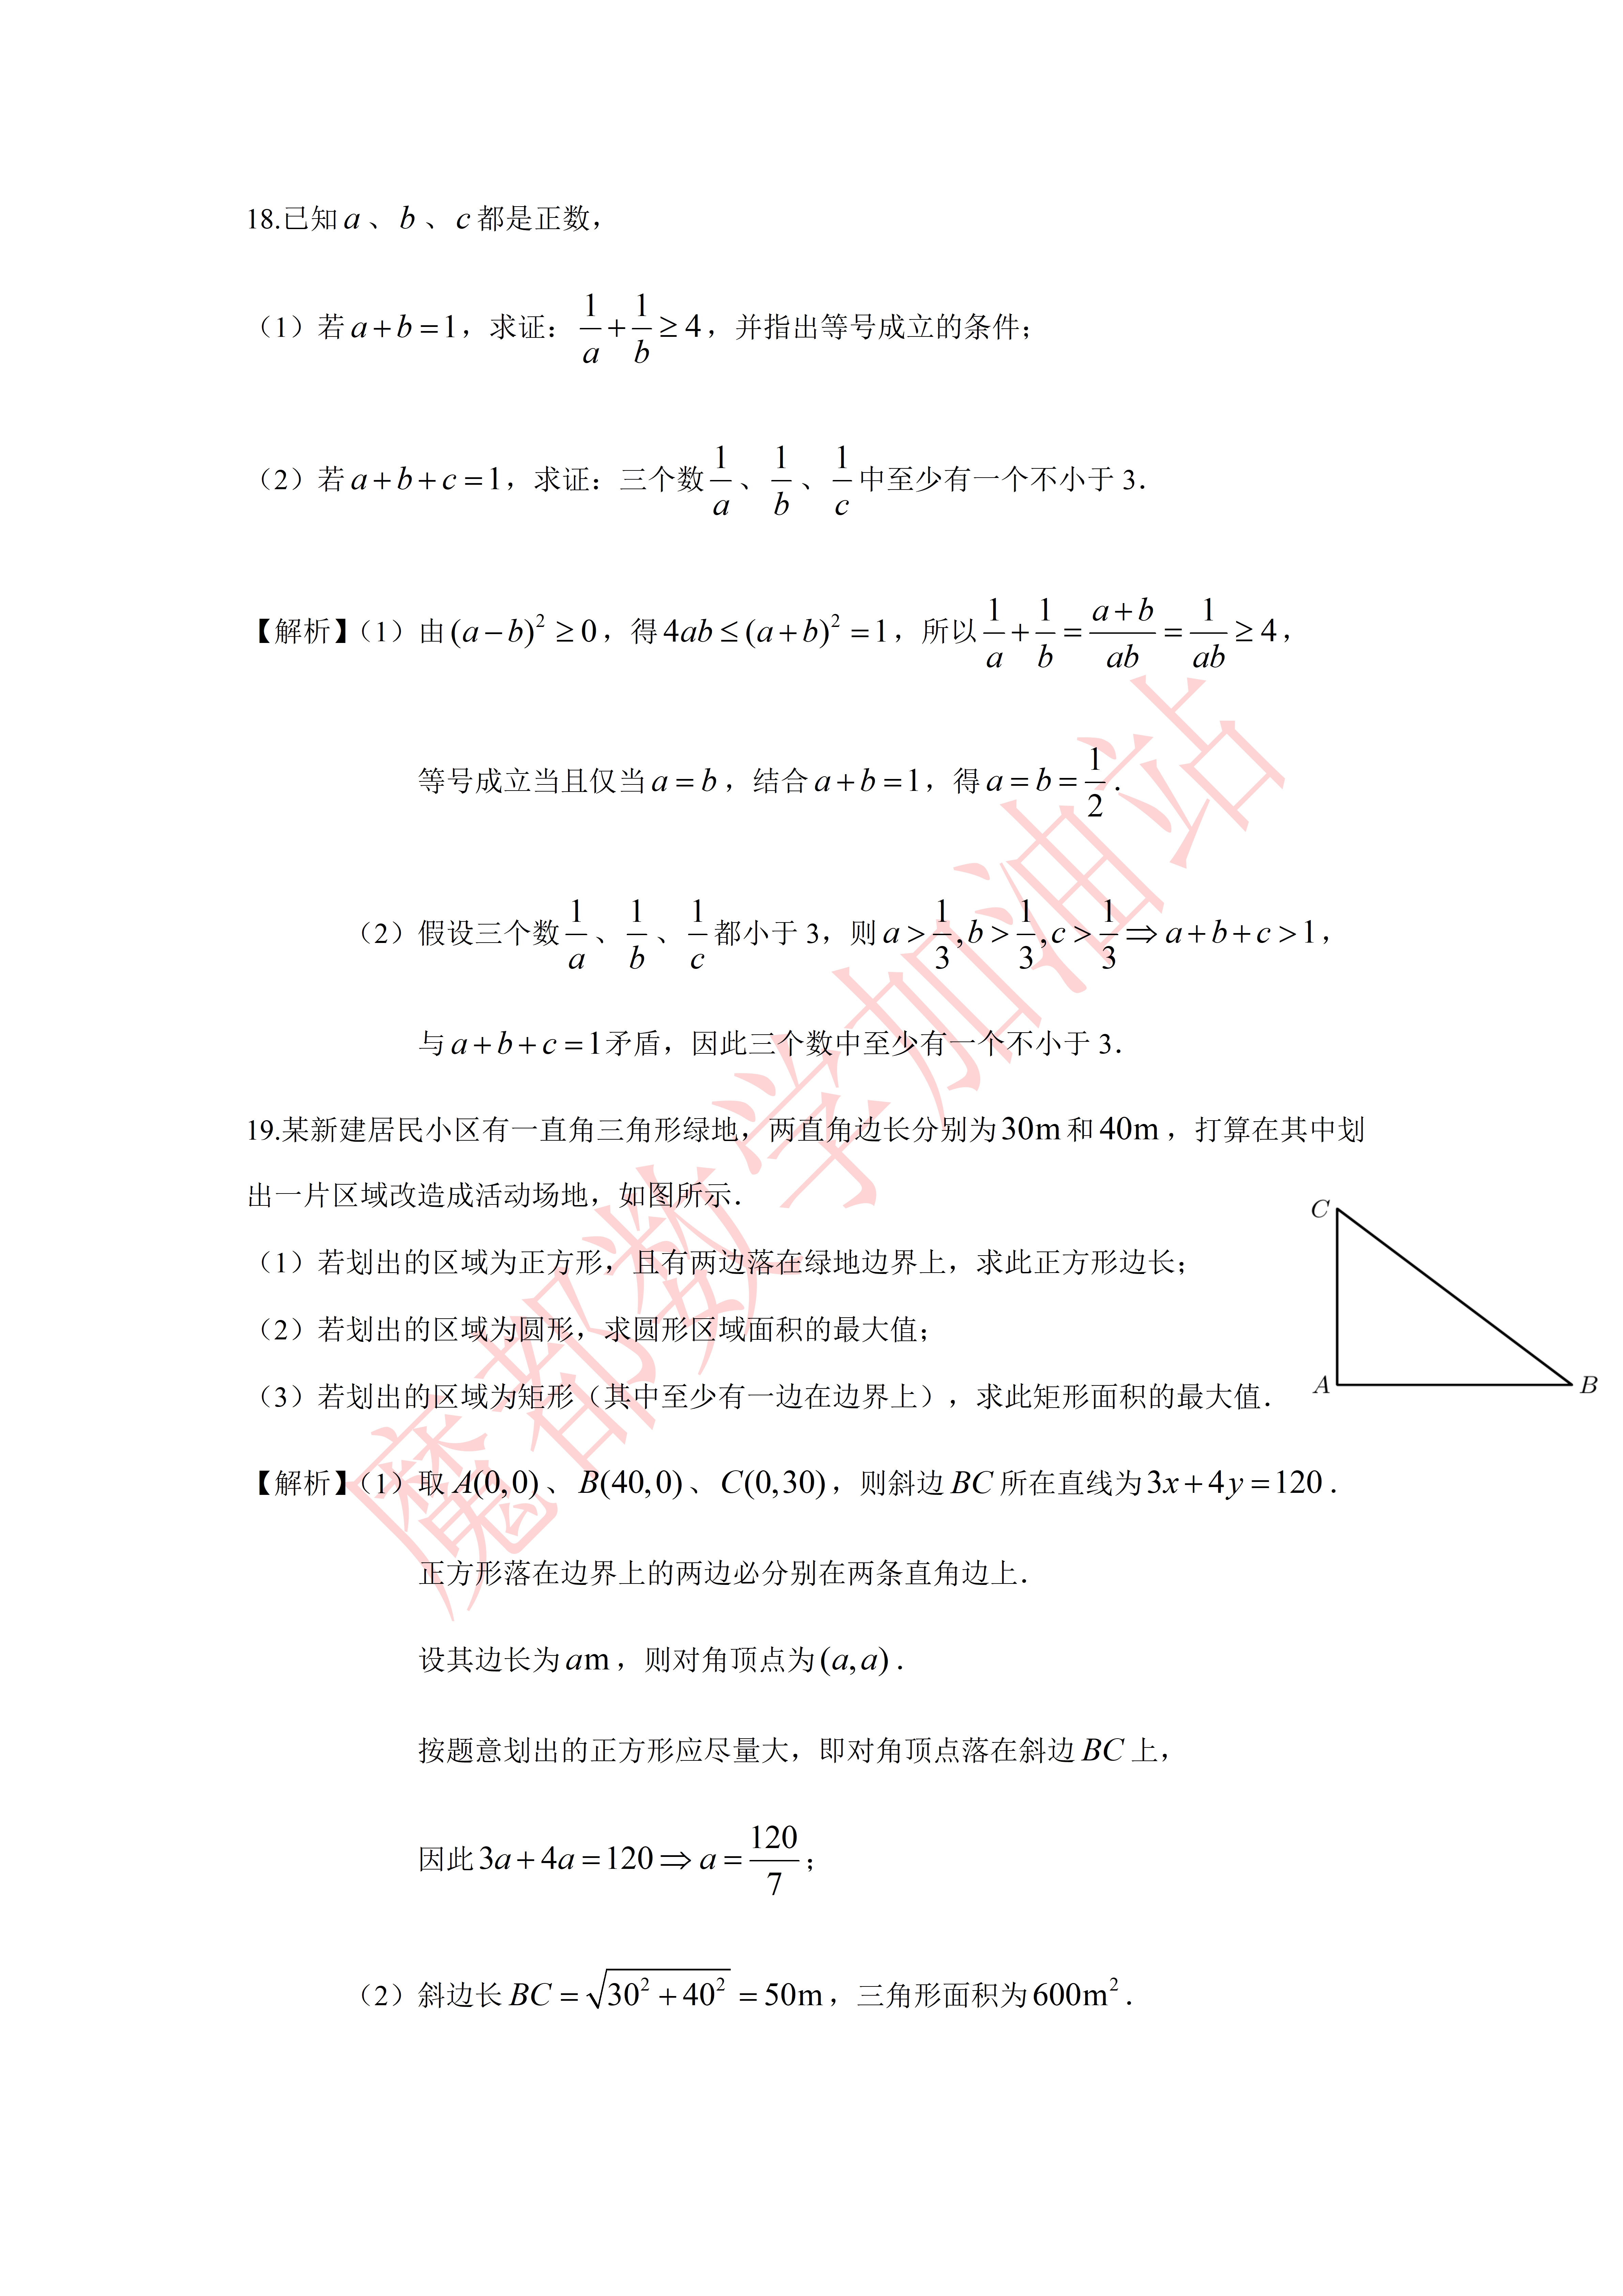 18.已知a、b、c都是正数，
（1）若a+b=1，求证：1/a+1/b≥4，并指出等号成立的条件；
（2）若a+b+c=1，求证：三个数1/a、1/b、1/c中至少有一个不小于3．
【解析】（1）由(a−b)²≥0，得4ab≤(a+b)²=1，所以1/a+1/b=(a+b)/ab=1/ab≥4，
等号成立当且仅当a=b，结合a+b=1，得a=b=1/2．
（2）假设三个数1/a、1/b、1/c都小于3，则a>1/3,b>1/3,c>1/3⇒a+b+c>1，
与a+b+c=1矛盾，因此三个数中至少有一个不小于3．
19.某新建居民小区有一直角三角形绿地，两直角边长分别为30m和40m，打算在其中划
出一片区域改造成活动场地，如图所示．
（1）若划出的区域为正方形，且有两边落在绿地边界上，求此正方形边长；
（2）若划出的区域为圆形，求圆形区域面积的最大值；
（3）若划出的区域为矩形（其中至少有一边在边界上），求此矩形面积的最大值．
C
A
B
【解析】（1）取A(0,0)、B(40,0)、C(0,30)，则斜边BC所在直线为3x+4y=120．
正方形落在边界上的两边必分别在两条直角边上．
设其边长为am，则对角顶点为(a,a)．
按题意划出的正方形应尽量大，即对角顶点落在斜边BC上，
因此3a+4a=120⇒a=120/7；
（2）斜边长BC=√(30²+40²)=50m，三角形面积为600m²．
魔都数学加油站